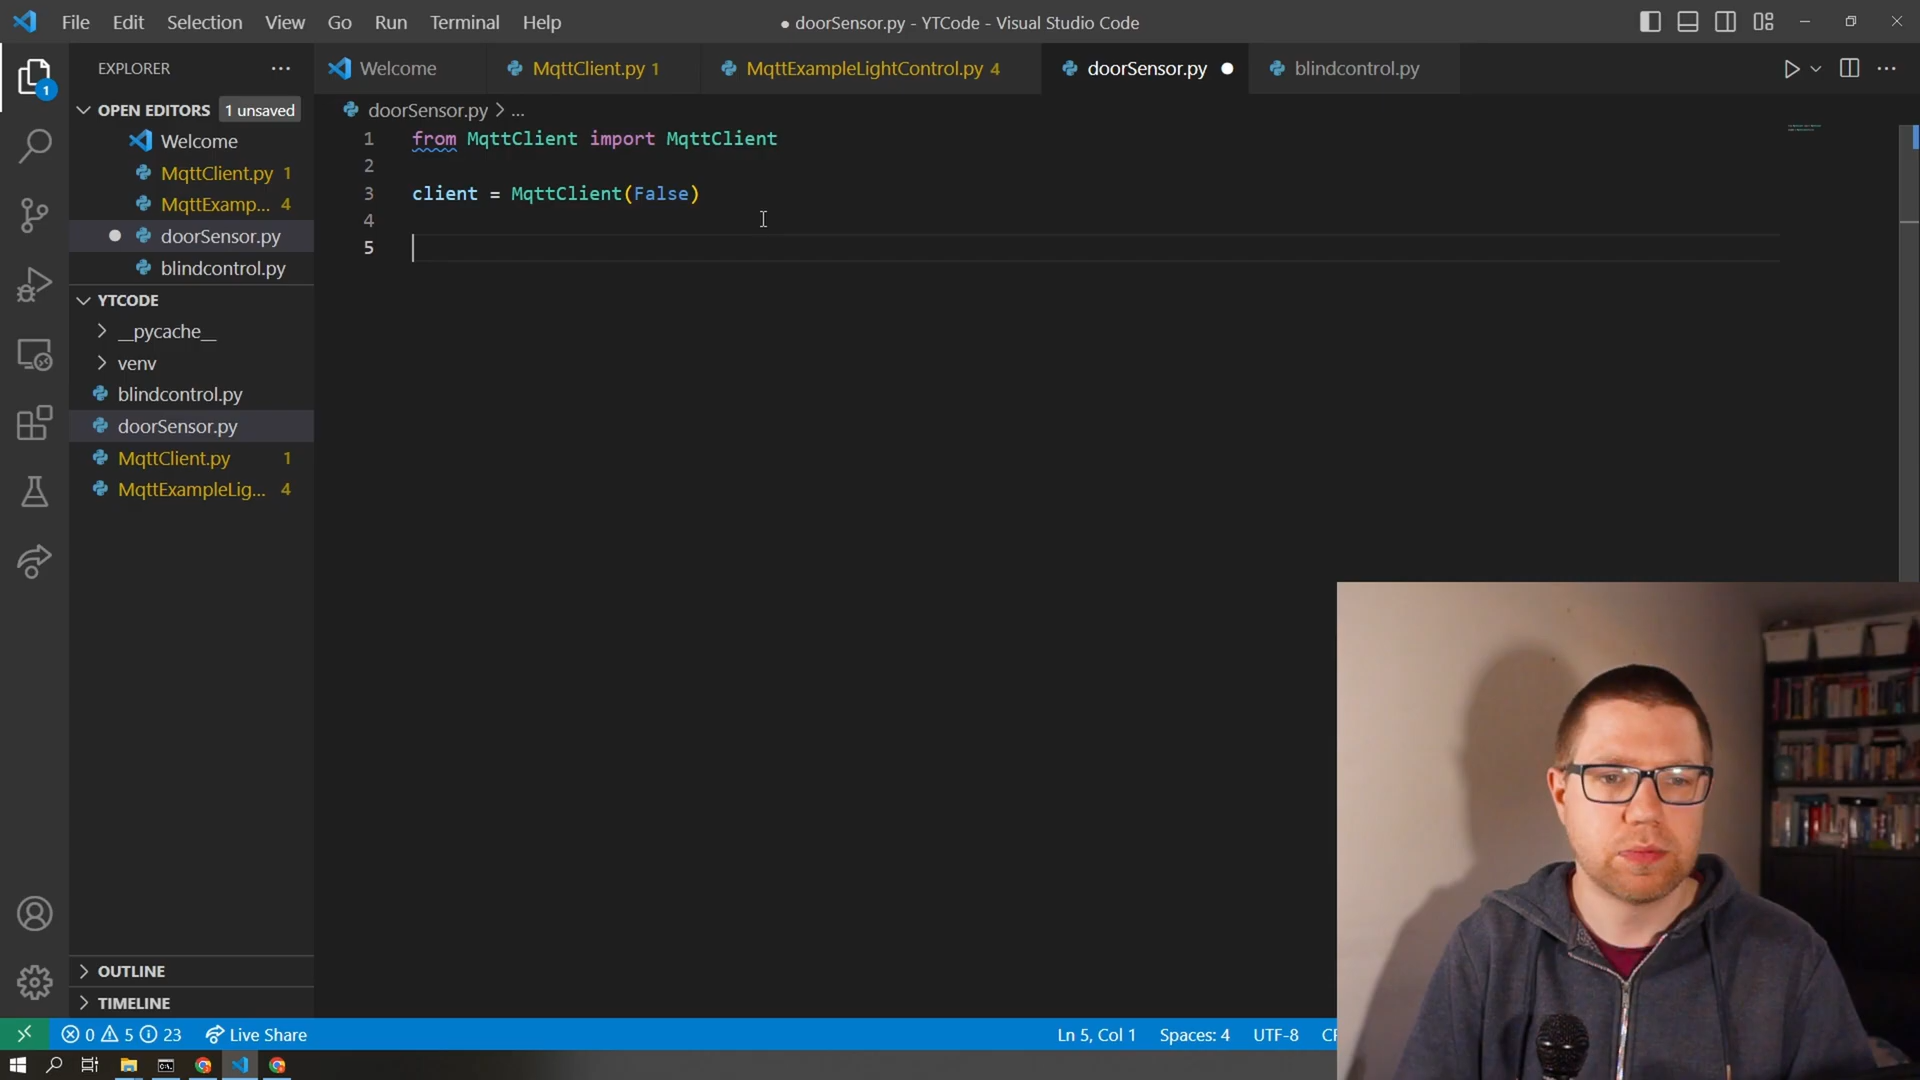 File Edit Selection View Go Run Terminal Help
● doorSensor.py - YTCode - Visual Studio Code
EXPLORER
Welcome
MqttClient.py 1
MqttExampleLightControl.py 4
doorSensor.py
blindcontrol.py
OPEN EDITORS 1 unsaved
Welcome
MqttClient.py 1
MqttExamp... 4
doorSensor.py
blindcontrol.py
YTCODE
__pycache__
venv
blindcontrol.py
doorSensor.py
MqttClient.py 1
MqttExampleLig... 4
OUTLINE
TIMELINE
1
doorSensor.py > ...
1 from MqttClient import MqttClient
2
3 client = MqttClient(False)
4
5
0 5 23 Live Share
Ln 5, Col 1 Spaces: 4 UTF-8